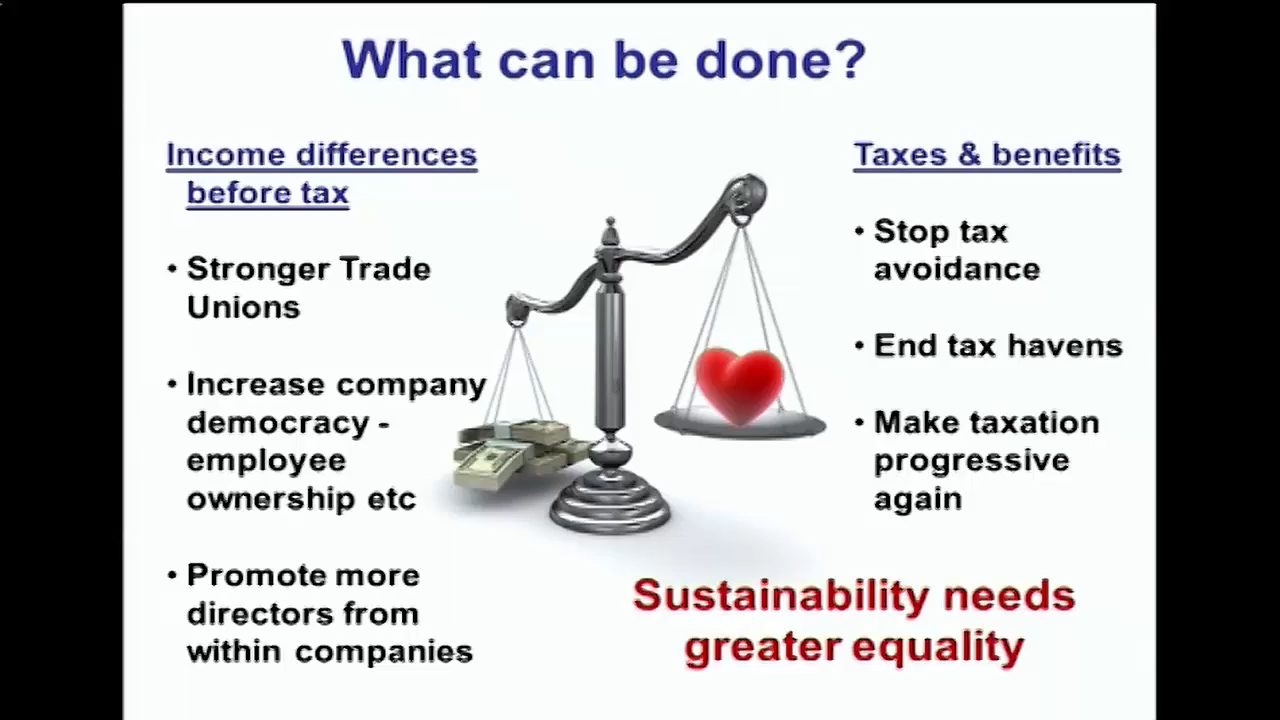 What can be done?
Income differences
before tax
• Stronger Trade
Unions
• Increase company
democracy -
employee
ownership etc
• Promote more
directors from
within companies
Taxes & benefits
• Stop tax
avoidance
• End tax havens
• Make taxation
progressive
again
Sustainability needs
greater equality